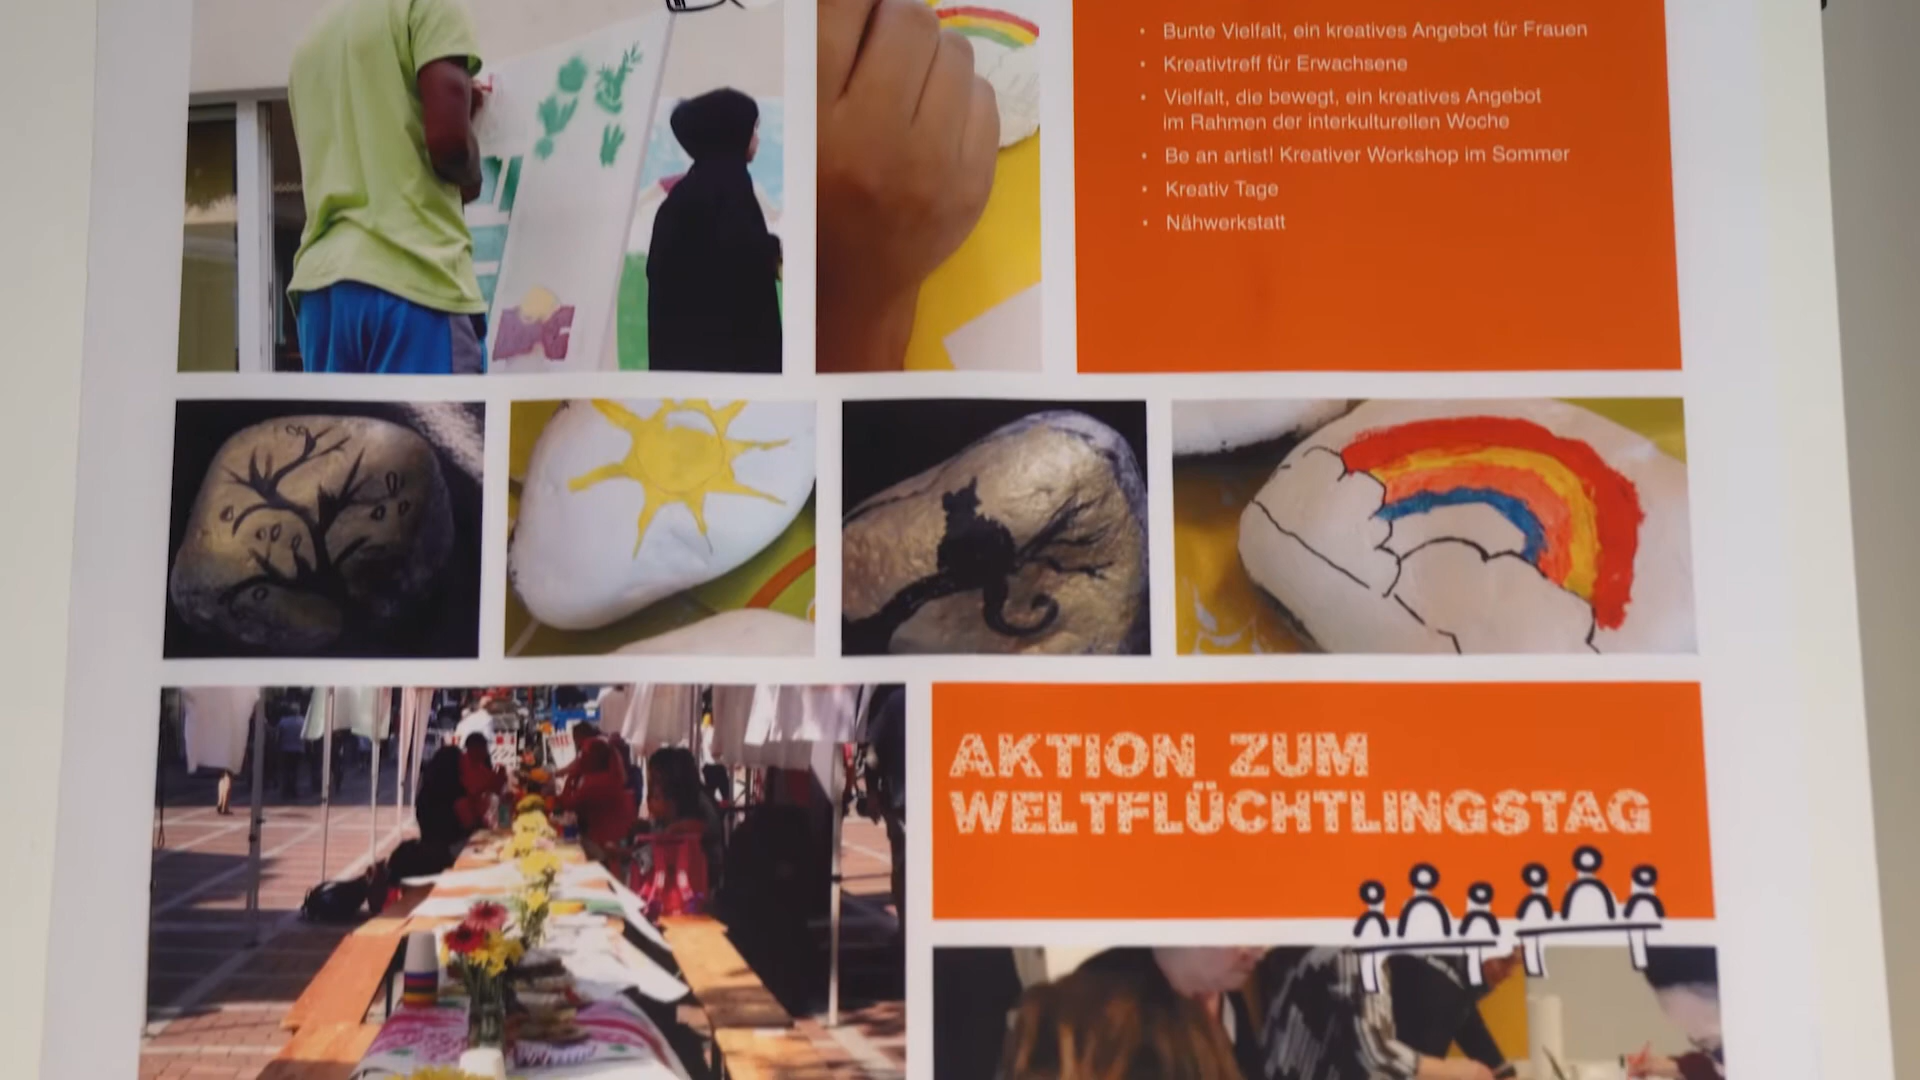 • Bunte Vielfalt, ein kreatives Angebot für Frauen
• Kreativtreff für Erwachsene
• Vielfalt, die bewegt, ein kreatives Angebot
im Rahmen der interkulturellen Woche
• Be an artist! Kreativer Workshop im Sommer
• Kreativ Tage
• Nähwerkstatt
AKTION ZUM
WELTFLÜCHTLINGSTAG